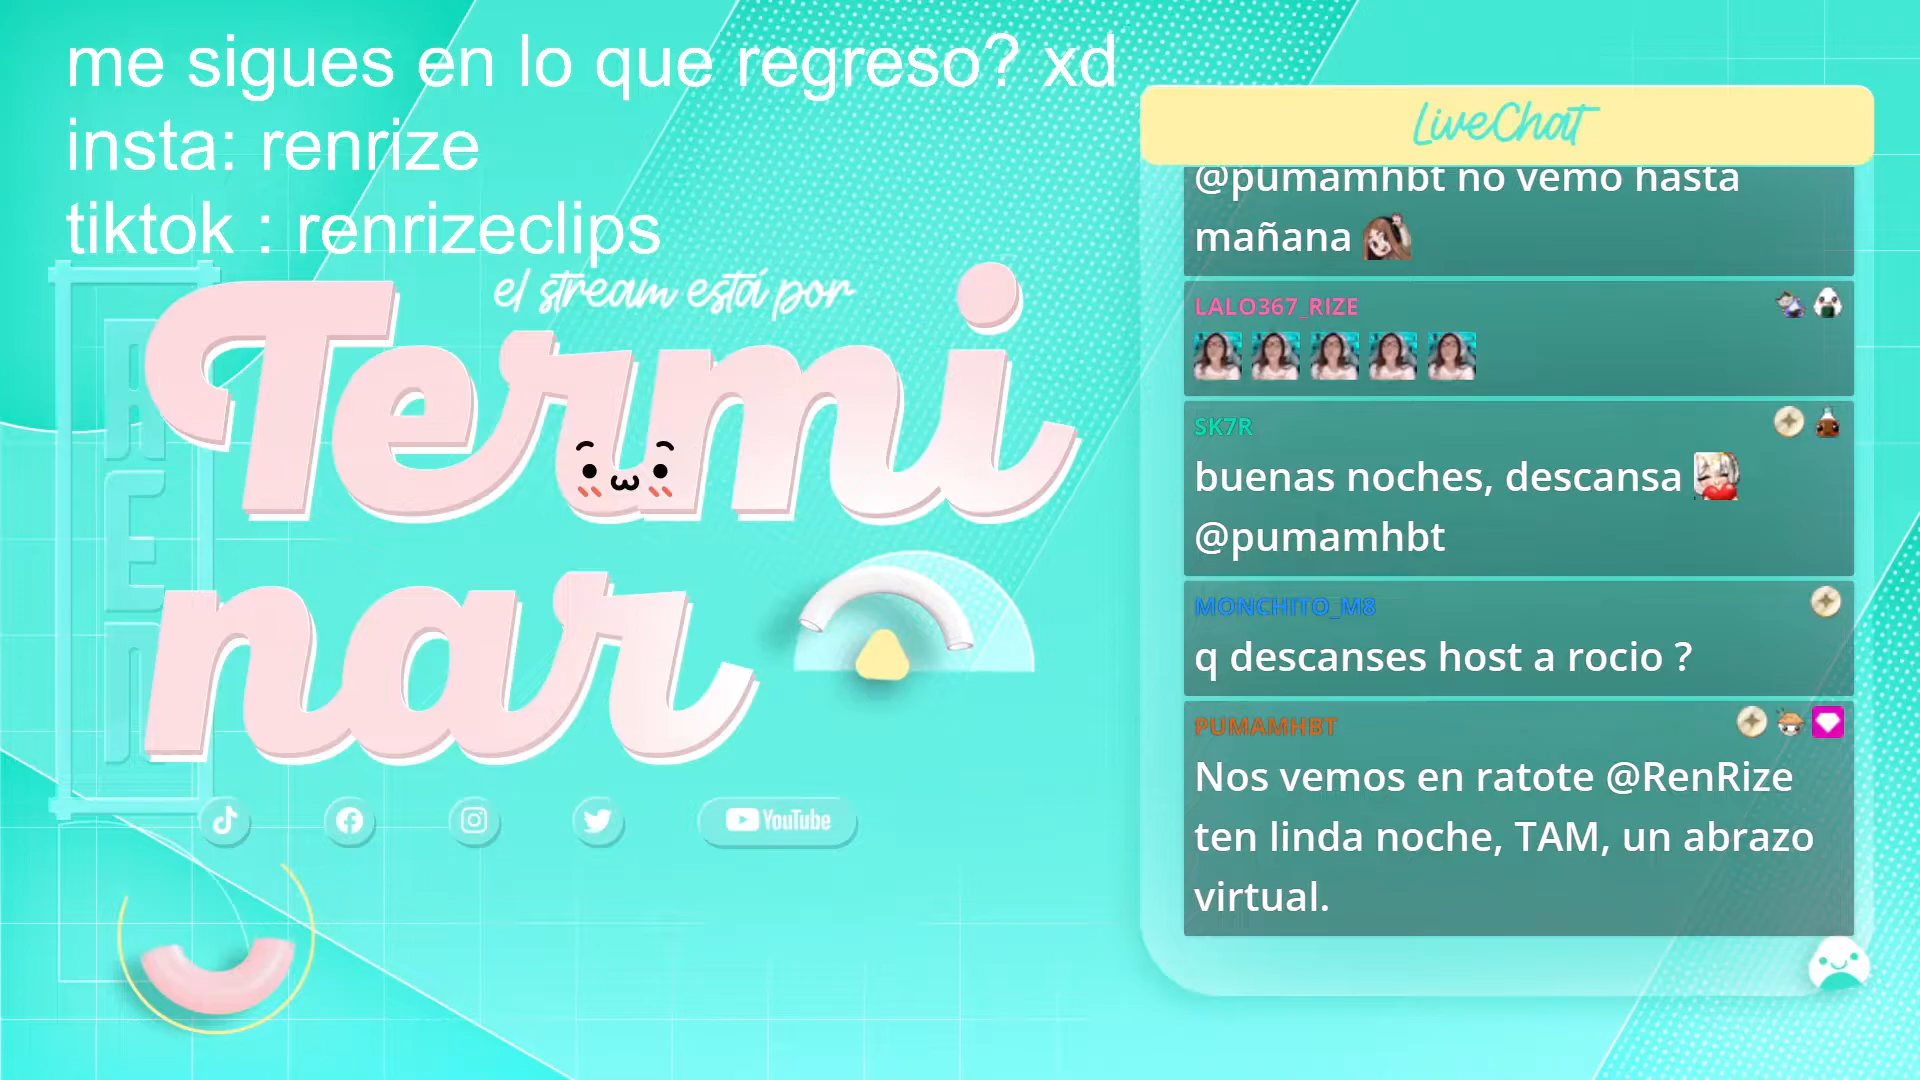 me sigues en lo que regreso? xd
insta: renrize
tiktok : renrizeclips
el stream está por
Termi
nar
REN
YouTube
LiveChat
@pumamhbt no vemo hasta
mañana
LALO367_RIZE
SK7R
buenas noches, descansa
@pumamhbt
MONCHITO_M8
q descanses host a rocio ?
PUMAMHBT
Nos vemos en ratote @RenRize
ten linda noche, TAM, un abrazo
virtual.